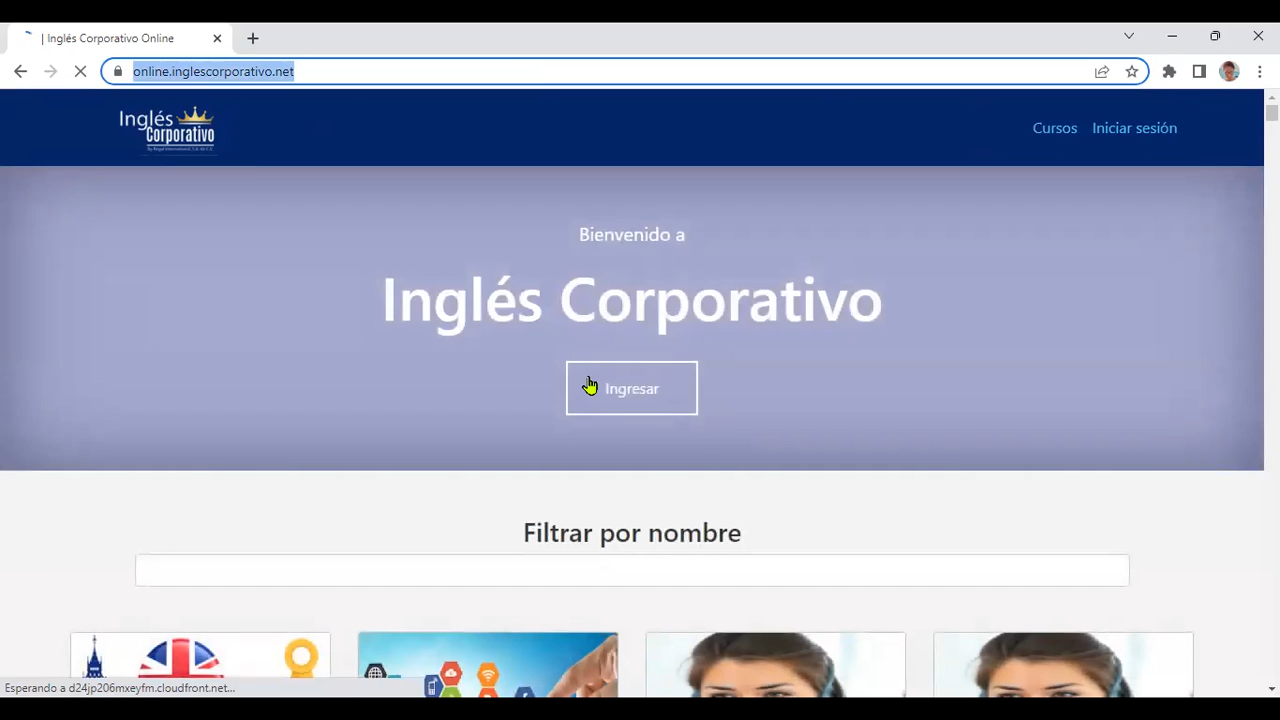 | Inglés Corporativo Online
online.inglescorporativo.net
Inglés
Corporativo
Cursos
Iniciar sesión
Bienvenido a
Inglés Corporativo
Ingresar
Filtrar por nombre
Esperando a d24jp206mxeyfm.cloudfront.net...